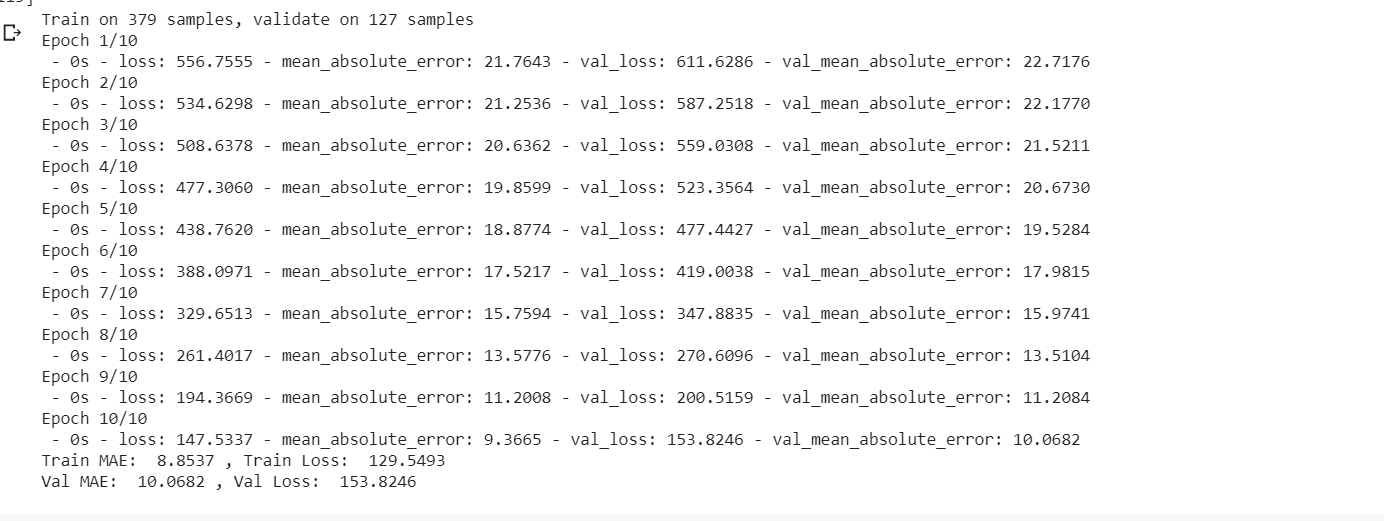 Train on 379 samples, validate on 127 samples
Epoch 1/10
 - 0s - loss: 556.7555 - mean_absolute_error: 21.7643 - val_loss: 611.6286 - val_mean_absolute_error: 22.7176
Epoch 2/10
 - 0s - loss: 534.6298 - mean_absolute_error: 21.2536 - val_loss: 587.2518 - val_mean_absolute_error: 22.1770
Epoch 3/10
 - 0s - loss: 508.6378 - mean_absolute_error: 20.6362 - val_loss: 559.0308 - val_mean_absolute_error: 21.5211
Epoch 4/10
 - 0s - loss: 477.3060 - mean_absolute_error: 19.8599 - val_loss: 523.3564 - val_mean_absolute_error: 20.6730
Epoch 5/10
 - 0s - loss: 438.7620 - mean_absolute_error: 18.8774 - val_loss: 477.4427 - val_mean_absolute_error: 19.5284
Epoch 6/10
 - 0s - loss: 388.0971 - mean_absolute_error: 17.5217 - val_loss: 419.0038 - val_mean_absolute_error: 17.9815
Epoch 7/10
 - 0s - loss: 329.6513 - mean_absolute_error: 15.7594 - val_loss: 347.8835 - val_mean_absolute_error: 15.9741
Epoch 8/10
 - 0s - loss: 261.4017 - mean_absolute_error: 13.5776 - val_loss: 270.6096 - val_mean_absolute_error: 13.5104
Epoch 9/10
 - 0s - loss: 194.3669 - mean_absolute_error: 11.2008 - val_loss: 200.5159 - val_mean_absolute_error: 11.2084
Epoch 10/10
 - 0s - loss: 147.5337 - mean_absolute_error: 9.3665 - val_loss: 153.8246 - val_mean_absolute_error: 10.0682
Train MAE:  8.8537 , Train Loss:  129.5493
Val MAE:  10.0682 , Val Loss:  153.8246